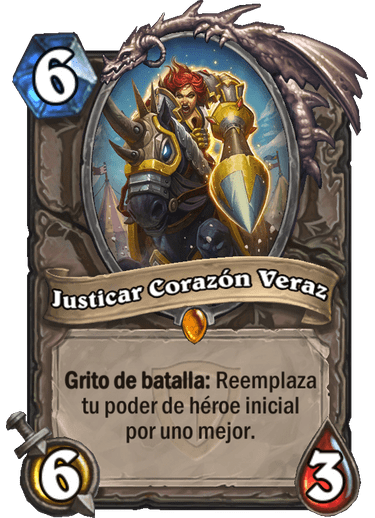 6
Justicar Corazón Veraz
Grito de batalla: Reemplaza
tu poder de héroe inicial
por uno mejor.
6
3